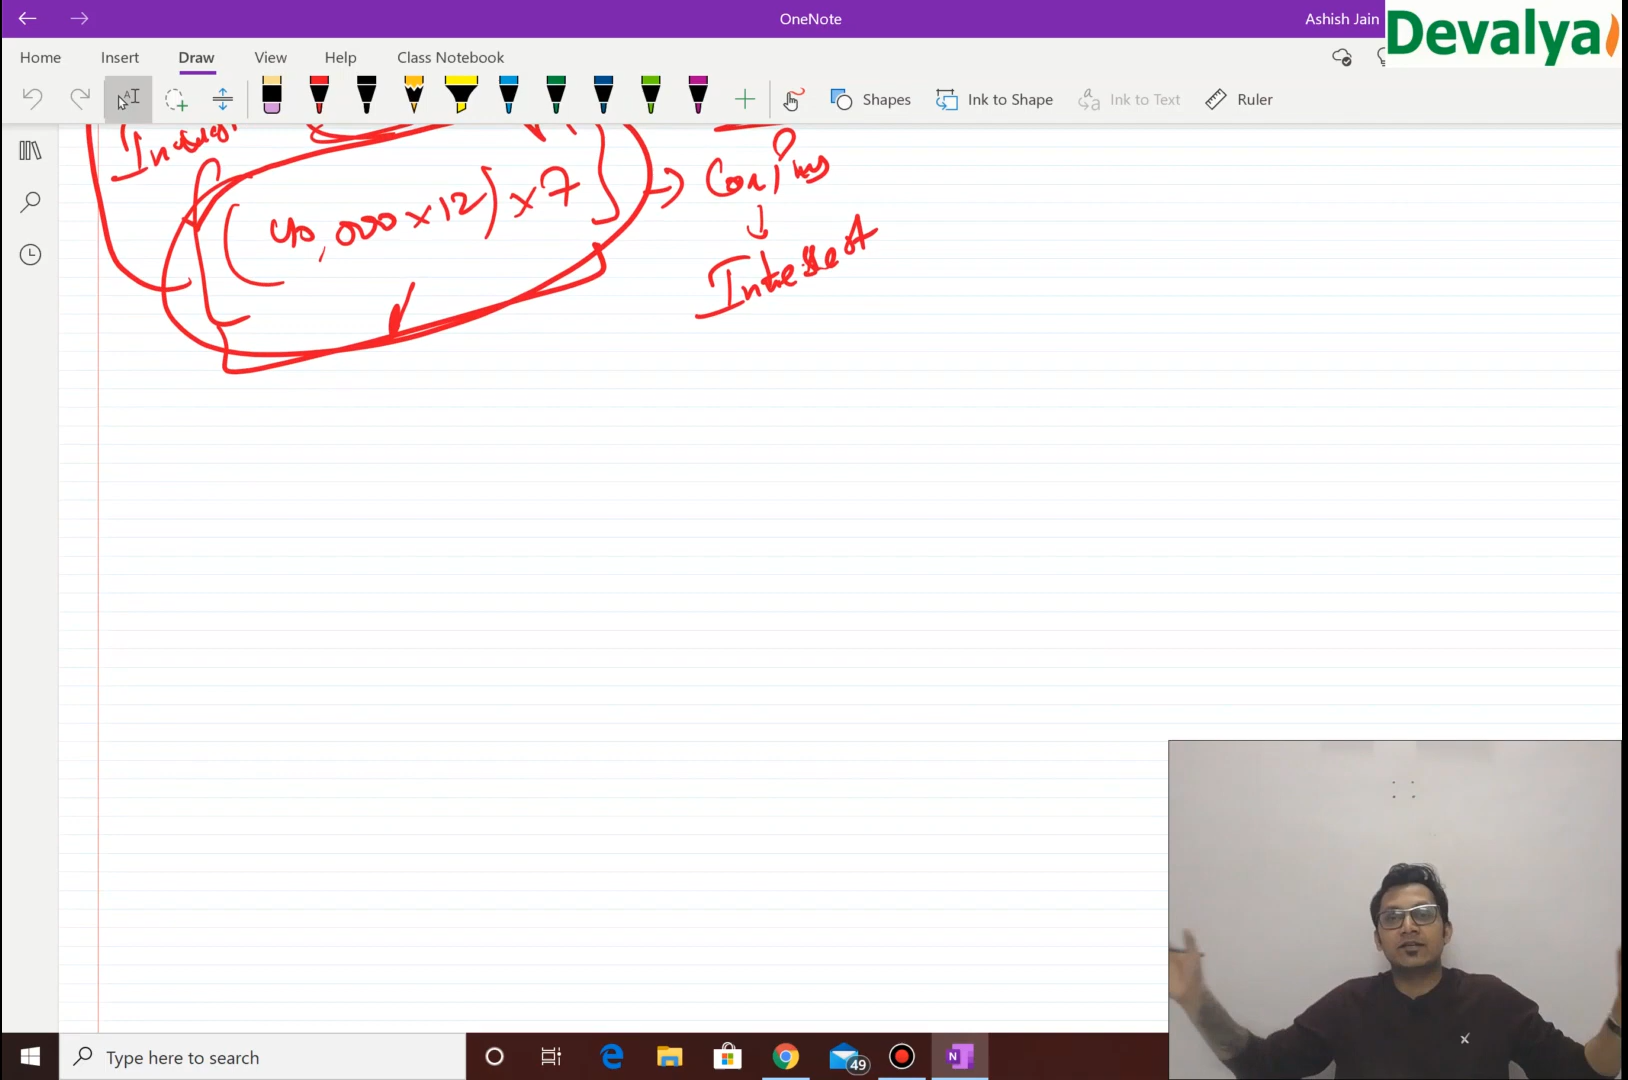 OneNote
Ashish Jain
Devalya
Home Insert Draw View Help Class Notebook
Shapes Ink to Shape Ink to Text Ruler
(40,000×12)×7
Interest
Type here to search
49